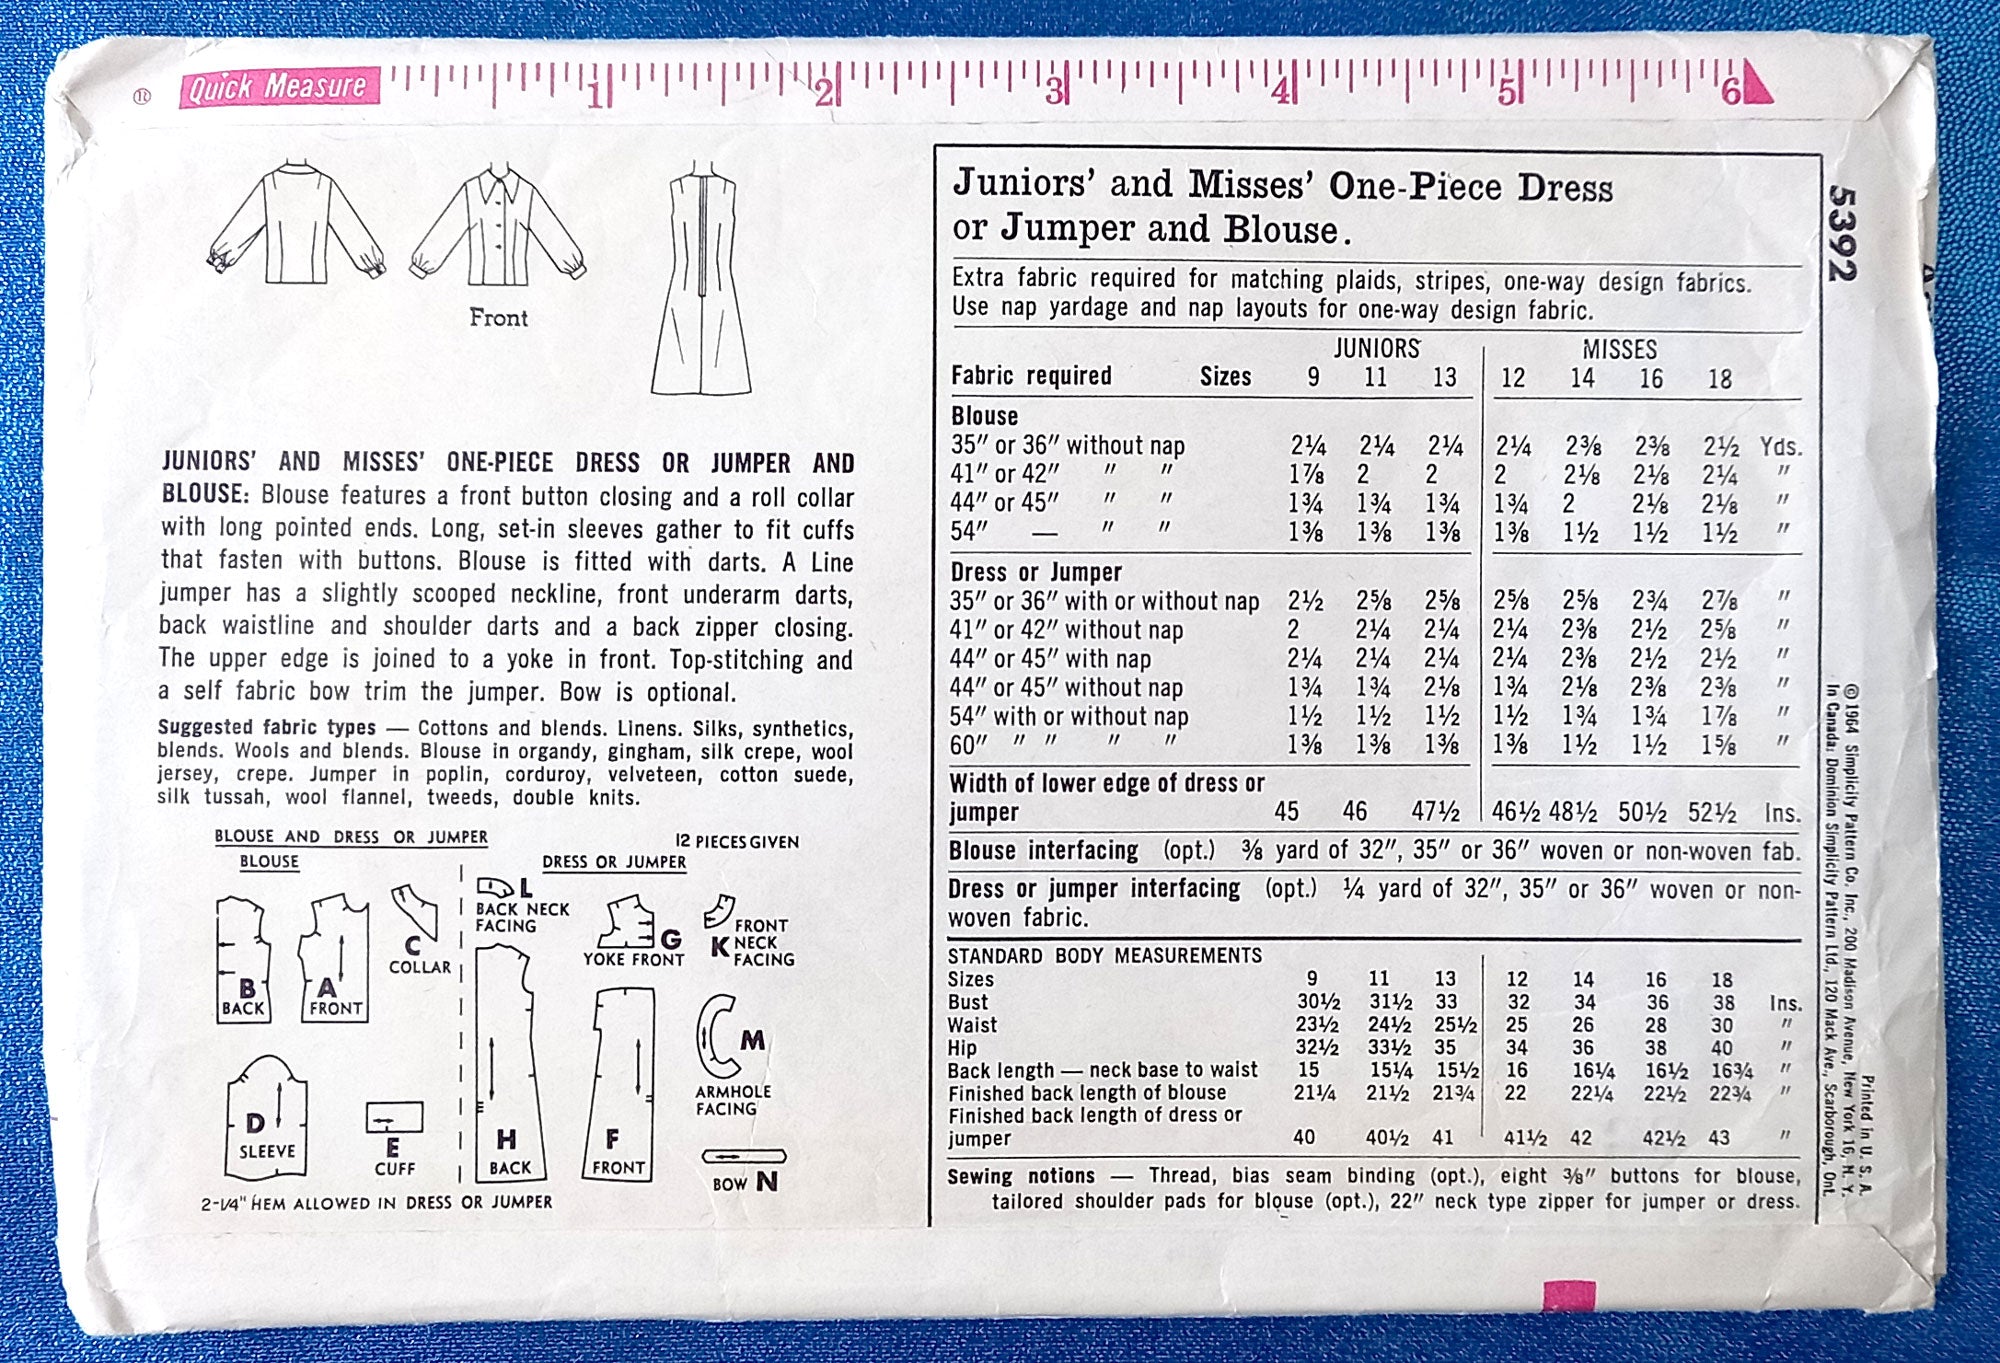 ® Quick Measure 1 2 3 4 5 6
Front
JUNIORS' AND MISSES' ONE-PIECE DRESS OR JUMPER AND
BLOUSE: Blouse features a front button closing and a roll collar
with long pointed ends. Long, set-in sleeves gather to fit cuffs
that fasten with buttons. Blouse is fitted with darts. A Line
jumper has a slightly scooped neckline, front underarm darts,
back waistline and shoulder darts and a back zipper closing.
The upper edge is joined to a yoke in front. Top-stitching and
a self fabric bow trim the jumper. Bow is optional.
Suggested fabric types — Cottons and blends. Linens. Silks, synthetics,
blends. Wools and blends. Blouse in organdy, gingham, silk crepe, wool
jersey, crepe. Jumper in poplin, corduroy, velveteen, cotton suede,
silk tussah, wool flannel, tweeds, double knits.
BLOUSE AND DRESS OR JUMPER 12 PIECES GIVEN
BLOUSE DRESS OR JUMPER
B
BACK
A
FRONT
C
COLLAR
D
SLEEVE
E
CUFF
L
BACK NECK
FACING
G
YOKE FRONT
K FRONT
NECK
FACING
H
BACK
F
FRONT
M
ARMHOLE
FACING
BOW N
2-1/4" HEM ALLOWED IN DRESS OR JUMPER
Juniors' and Misses' One-Piece Dress
or Jumper and Blouse.
Extra fabric required for matching plaids, stripes, one-way design fabrics.
Use nap yardage and nap layouts for one-way design fabric.
JUNIORS MISSES
Fabric required Sizes 9 11 13 12 14 16 18
Blouse
35" or 36" without nap 2¼ 2¼ 2¼ 2¼ 2⅜ 2⅜ 2½ Yds.
41" or 42" " " 1⅞ 2 2 2 2⅛ 2⅛ 2¼ "
44" or 45" " " 1¾ 1¾ 1¾ 1¾ 2 2⅛ 2⅛ "
54" — " " 1⅜ 1⅜ 1⅜ 1⅜ 1½ 1½ 1½ "
Dress or Jumper
35" or 36" with or without nap 2½ 2⅝ 2⅝ 2⅝ 2⅝ 2¾ 2⅞ "
41" or 42" without nap 2 2¼ 2¼ 2¼ 2⅜ 2½ 2⅝ "
44" or 45" with nap 2¼ 2¼ 2¼ 2¼ 2⅜ 2½ 2½ "
44" or 45" without nap 1¾ 1¾ 2⅛ 1¾ 2⅛ 2⅜ 2⅜ "
54" with or without nap 1½ 1½ 1½ 1½ 1¾ 1¾ 1⅞ "
60" " " " " 1⅜ 1⅜ 1⅜ 1⅜ 1½ 1½ 1⅝ "
Width of lower edge of dress or
jumper 45 46 47½ 46½ 48½ 50½ 52½ Ins.
Blouse interfacing (opt.) ⅜ yard of 32", 35" or 36" woven or non-woven fab.
Dress or jumper interfacing (opt.) ¼ yard of 32", 35" or 36" woven or non-
woven fabric.
STANDARD BODY MEASUREMENTS
Sizes 9 11 13 12 14 16 18
Bust 30½ 31½ 33 32 34 36 38 Ins.
Waist 23½ 24½ 25½ 25 26 28 30 "
Hip 32½ 33½ 35 34 36 38 40 "
Back length — neck base to waist 15 15¼ 15½ 16 16¼ 16½ 16¾ "
Finished back length of blouse 21¼ 21½ 21¾ 22 22¼ 22½ 22¾ "
Finished back length of dress or
jumper 40 40½ 41 41½ 42 42½ 43 "
Sewing notions — Thread, bias seam binding (opt.), eight ⅜" buttons for blouse,
tailored shoulder pads for blouse (opt.), 22" neck type zipper for jumper or dress.
5392
Printed in U. S. A.
© 1964 Simplicity Pattern Co. Inc., 200 Madison Avenue, New York 16, N. Y.
In Canada: Dominion Simplicity Pattern Ltd., 120 Mack Ave., Scarborough, Ont.